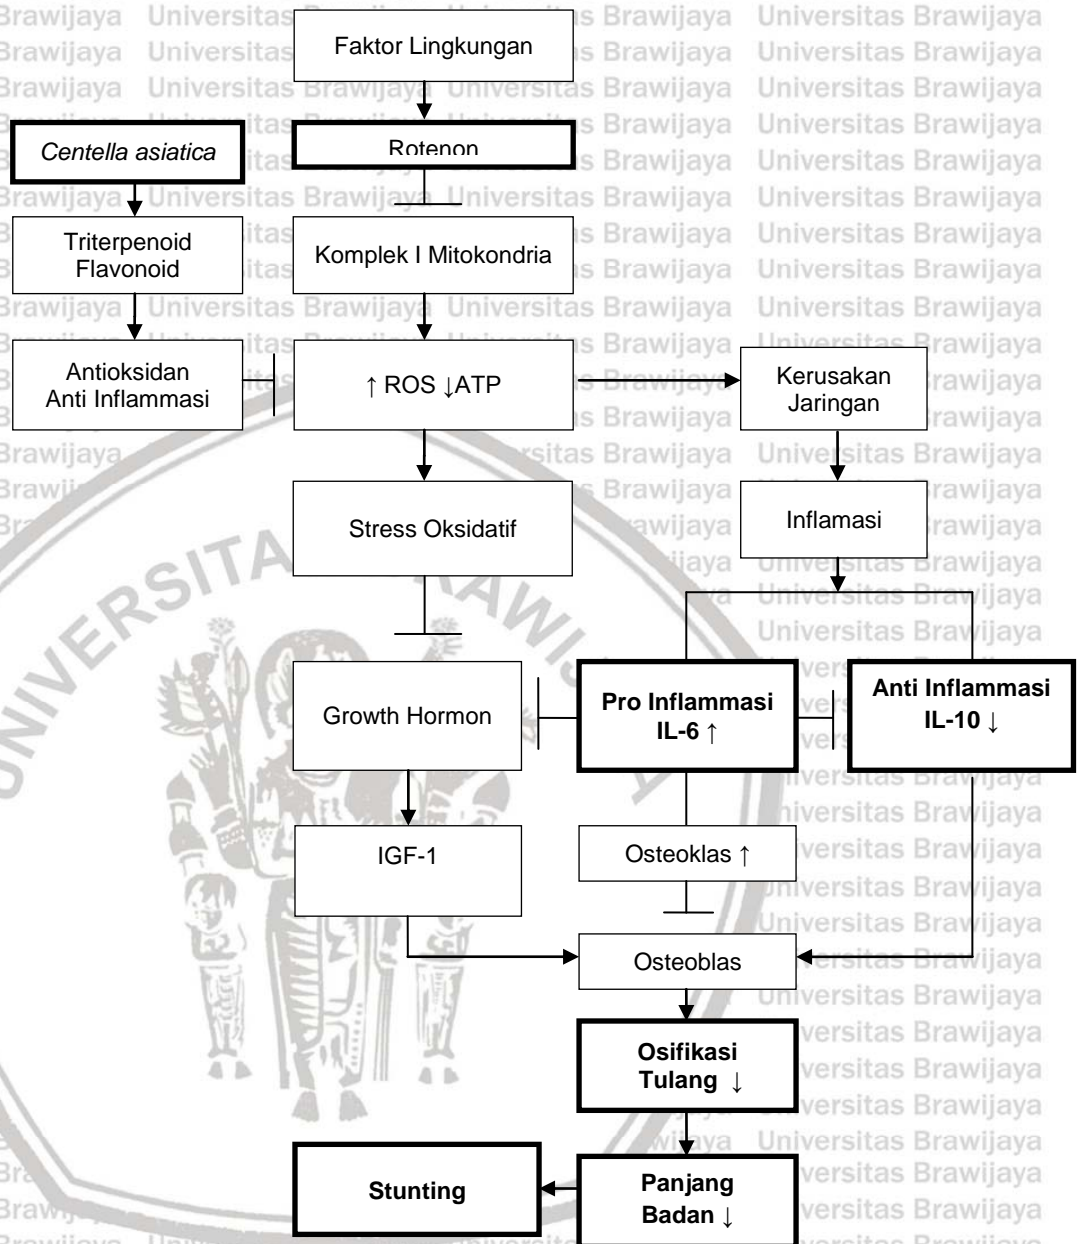 Faktor Lingkungan
Centella asiatica
Rotenon
Triterpenoid
Flavonoid
Komplek I Mitokondria
Antioksidan
Anti Inflammasi
↑ ROS ↓ATP
Kerusakan
Jaringan
Stress Oksidatif
Inflamasi
Growth Hormon
Pro Inflammasi
IL-6 ↑
Anti Inflammasi
IL-10 ↓
IGF-1
Osteoklas ↑
Osteoblas
Osifikasi
Tulang ↓
Stunting
Panjang
Badan ↓